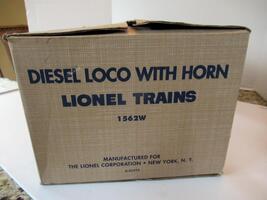 DIESEL LOCO WITH HORN
LIONEL TRAINS
1562W
MANUFACTURED FOR
THE LIONEL CORPORATION • NEW YORK, N. Y.